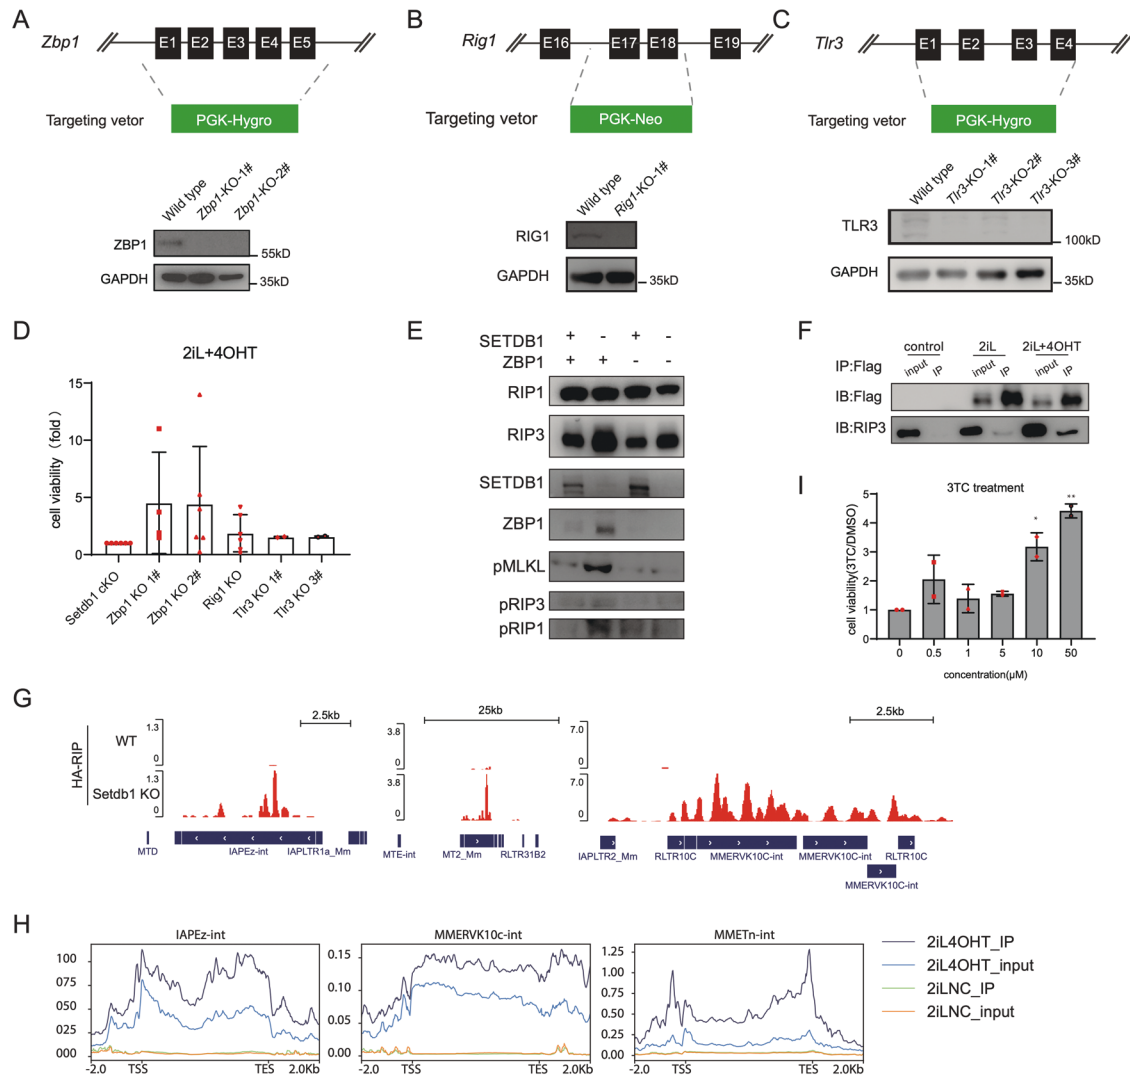 A
Zbp1
E1 E2 E3 E4 E5
Targeting vetor
PGK-Hygro
Wild type
Zbp1-KO-1#
Zbp1-KO-2#
ZBP1
55kD
GAPDH
35kD
B
Rig1
E16 E17 E18 E19
Targeting vetor
PGK-Neo
Wild type
Rig1-KO-1#
RIG1
GAPDH
35kD
C
Tlr3
E1 E2 E3 E4
Targeting vetor
PGK-Hygro
Wild type
Tlr3-KO-1#
Tlr3-KO-2#
Tlr3-KO-3#
TLR3
100kD
GAPDH
35kD
D
2iL+4OHT
cell viability (fold)
15
10
5
0
Setdb1 cKO
Zbp1 KO 1#
Zbp1 KO 2#
Rig1 KO
Tlr3 KO 1#
Tlr3 KO 3#
E
SETDB1 + - + -
ZBP1 + + - -
RIP1
RIP3
SETDB1
ZBP1
pMLKL
pRIP3
pRIP1
F
control 2iL 2iL+4OHT
IP:Flag input IP input IP input IP
IB:Flag
IB:RIP3
I
3TC treatment
cell viability(3TC/DMSO)
5
4
3
2
1
0
* **
0 0.5 1 5 10 50
concentration(μM)
G
HA-RIP
WT
Setdb1 KO
2.5kb
1.3
0
1.3
0
MTD IAPEz-int IAPLTR1a_Mm
25kb
3.8
0
3.8
0
MTE-int MT2_Mm RLTR31B2
2.5kb
7.0
0
7.0
0
IAPLTR2_Mm RLTR10C MMERVK10C-int MMERVK10C-int RLTR10C
MMERVK10C-int
H
IAPEz-int
100
075
050
025
000
-2.0 TSS TES 2.0Kb
MMERVK10c-int
0.15
0.10
0.05
0.00
-2.0 TSS TES 2.0Kb
MMETn-int
1.25
1.00
0.75
0.50
0.25
0.00
-2.0 TSS TES 2.0Kb
2iL4OHT_IP
2iL4OHT_input
2iLNC_IP
2iLNC_input